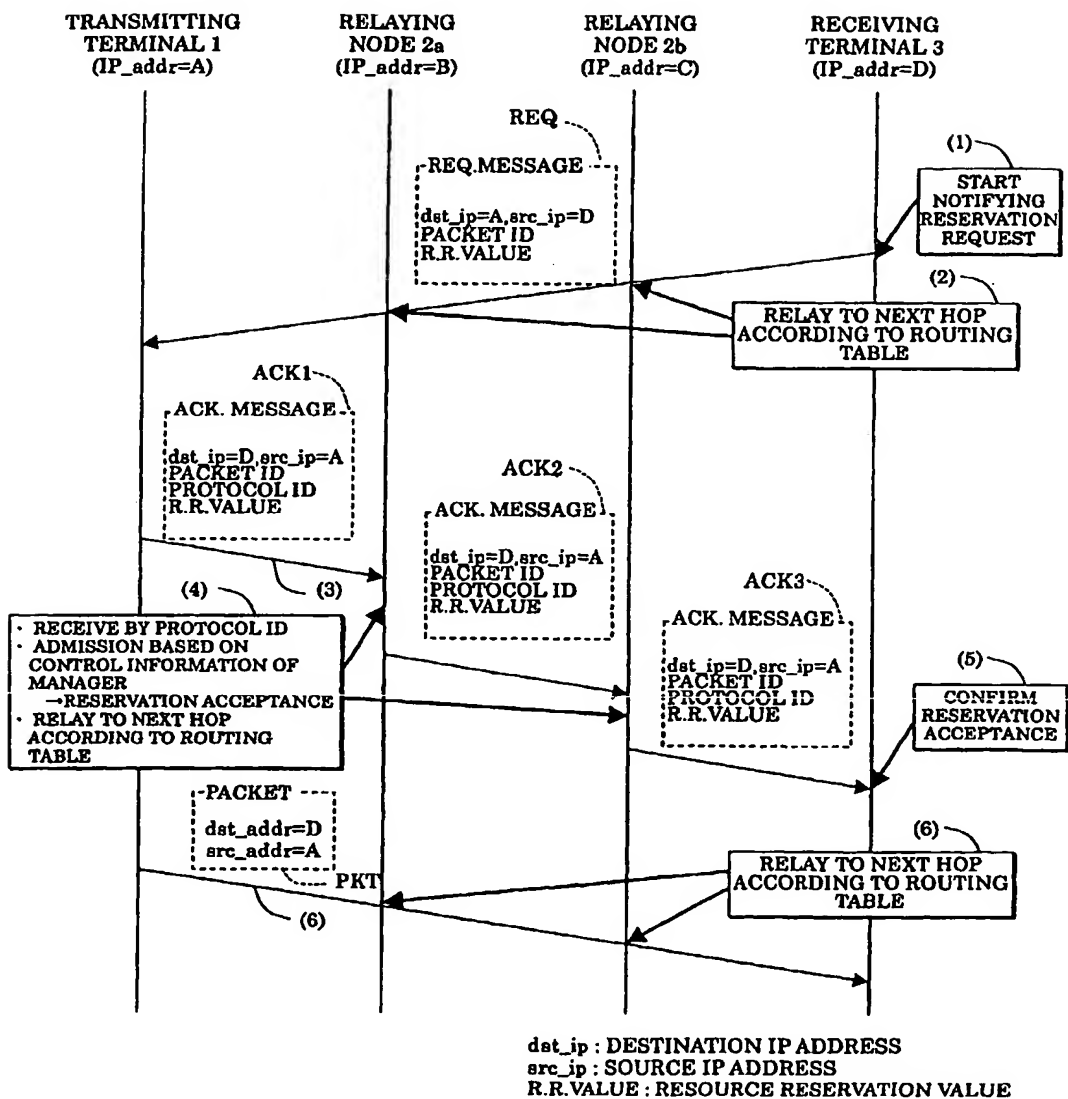 TRANSMITTING
TERMINAL 1
(IP_addr=A)
RELAYING
NODE 2a
(IP_addr=B)
RELAYING
NODE 2b
(IP_addr=C)
RECEIVING
TERMINAL 3
(IP_addr=D)
REQ
REQ.MESSAGE
dst_ip=A,src_ip=D
PACKET ID
R.R.VALUE
(1)
START
NOTIFYING
RESERVATION
REQUEST
(2)
RELAY TO NEXT HOP
ACCORDING TO ROUTING
TABLE
ACK1
ACK. MESSAGE
dst_ip=D,src_ip=A
PACKET ID
PROTOCOL ID
R.R.VALUE
(3)
ACK2
ACK. MESSAGE
dst_ip=D,src_ip=A
PACKET ID
PROTOCOL ID
R.R.VALUE
(4)
· RECEIVE BY PROTOCOL ID
· ADMISSION BASED ON
CONTROL INFORMATION OF
MANAGER
→RESERVATION ACCEPTANCE
· RELAY TO NEXT HOP
ACCORDING TO ROUTING
TABLE
ACK3
ACK. MESSAGE
dst_ip=D,src_ip=A
PACKET ID
PROTOCOL ID
R.R.VALUE
(5)
CONFIRM
RESERVATION
ACCEPTANCE
PACKET
dst_addr=D
src_addr=A
PKT
(6)
(6)
RELAY TO NEXT HOP
ACCORDING TO ROUTING
TABLE
dst_ip : DESTINATION IP ADDRESS
src_ip : SOURCE IP ADDRESS
R.R.VALUE : RESOURCE RESERVATION VALUE